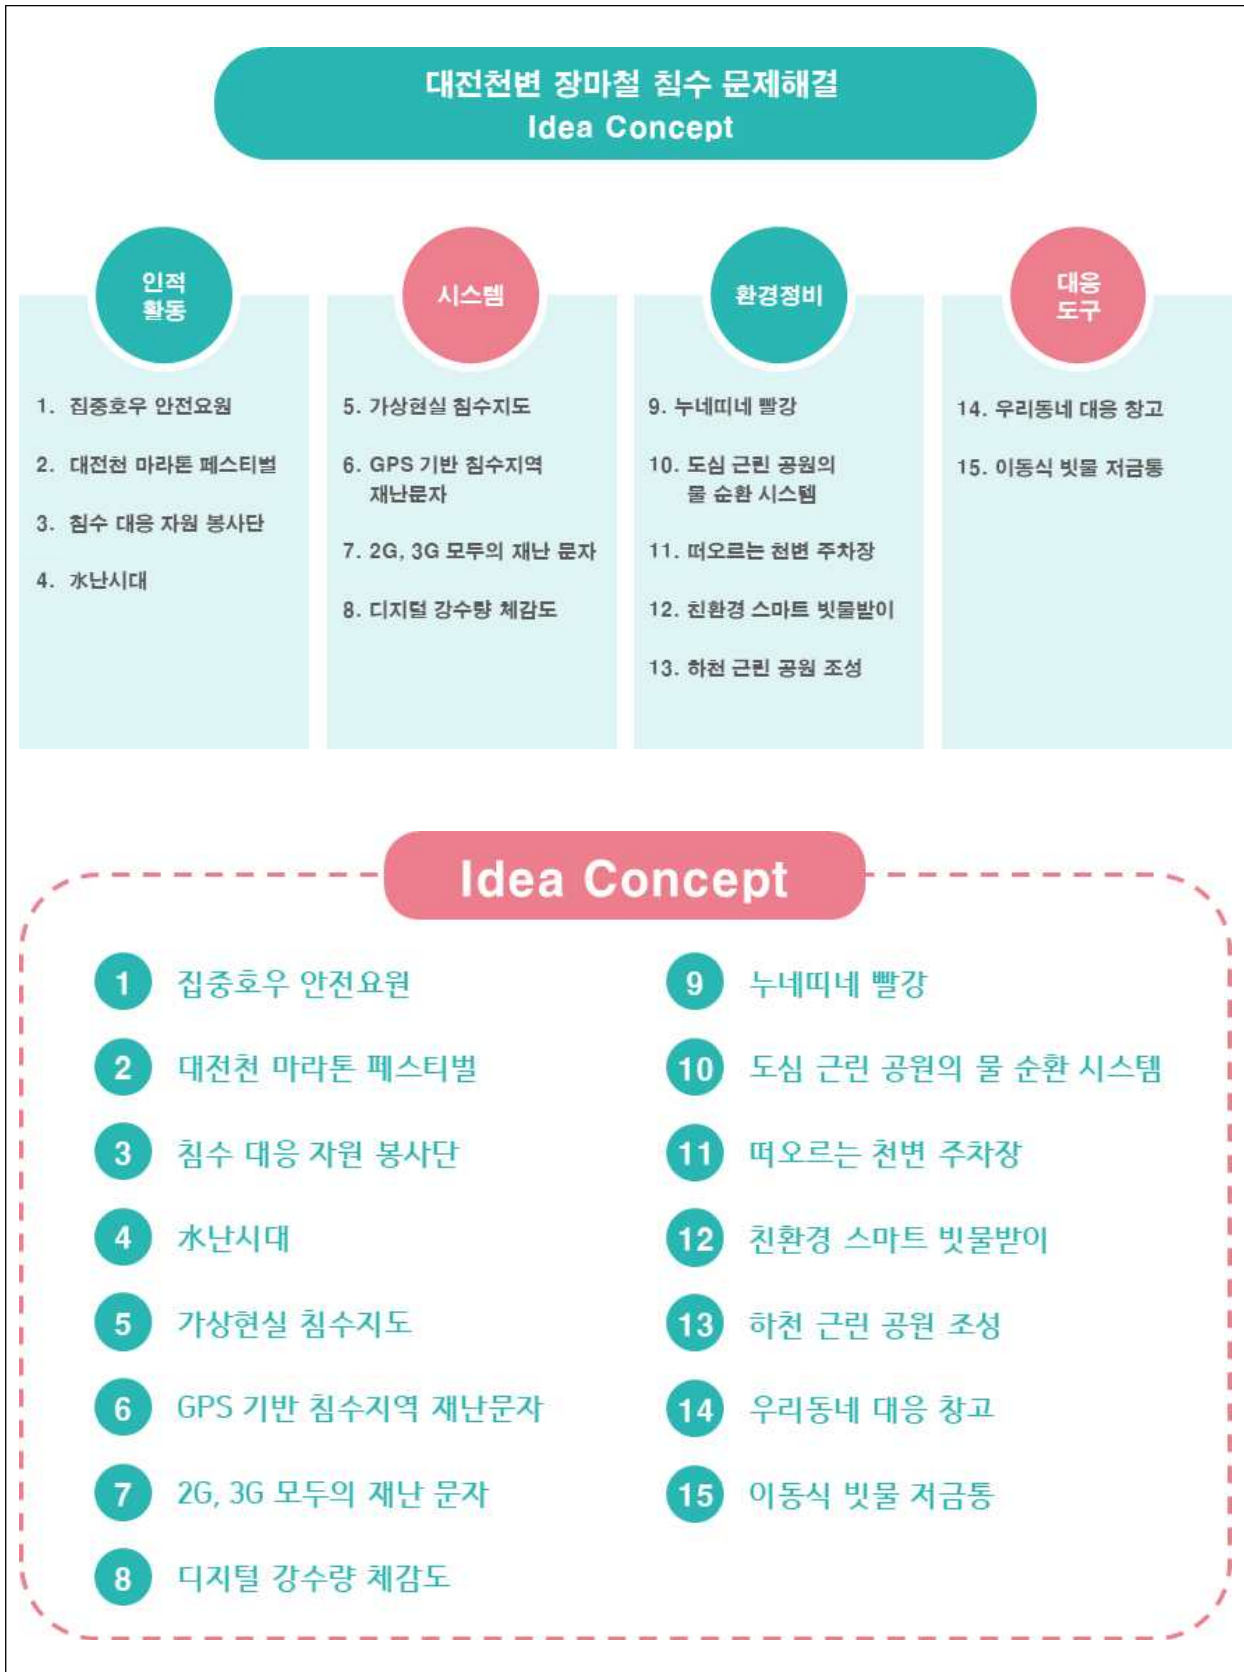 대전천변 장마철 침수 문제해결
Idea Concept
인적
활동
1. 집중호우 안전요원
2. 대전천 마라톤 페스티벌
3. 침수 대응 자원 봉사단
4. 水난시대
시스템
5. 가상현실 침수지도
6. GPS 기반 침수지역
재난문자
7. 2G, 3G 모두의 재난 문자
8. 디지털 강수량 체감도
환경정비
9. 누네띠네 빨강
10. 도심 근린 공원의
물 순환 시스템
11. 떠오르는 천변 주차장
12. 친환경 스마트 빗물받이
13. 하천 근린 공원 조성
대응
도구
14. 우리동네 대응 창고
15. 이동식 빗물 저금통
Idea Concept
1 집중호우 안전요원
2 대전천 마라톤 페스티벌
3 침수 대응 자원 봉사단
4 水난시대
5 가상현실 침수지도
6 GPS 기반 침수지역 재난문자
7 2G, 3G 모두의 재난 문자
8 디지털 강수량 체감도
9 누네띠네 빨강
10 도심 근린 공원의 물 순환 시스템
11 떠오르는 천변 주차장
12 친환경 스마트 빗물받이
13 하천 근린 공원 조성
14 우리동네 대응 창고
15 이동식 빗물 저금통